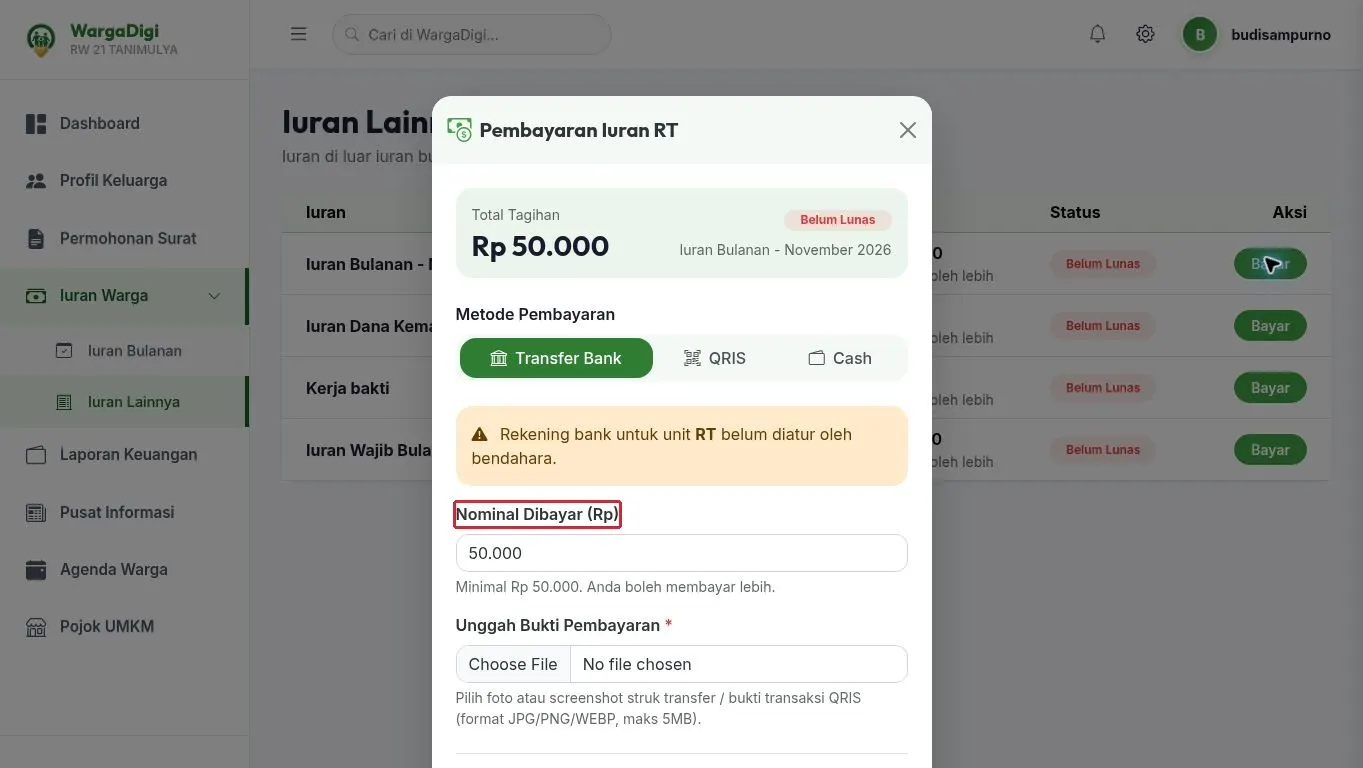 WargaDigi
RW 21 TANIMULYA
Cari di WargaDigi...
B
budisampurno
Dashboard
Profil Keluarga
Permohonan Surat
Iuran Warga
Iuran Bulanan
Iuran Lainnya
Laporan Keuangan
Pusat Informasi
Agenda Warga
Pojok UMKM
Iuran Lain
Iuran di luar iuran bu
Iuran
Status
Aksi
Iuran Bulanan -
0
oleh lebih
Belum Lunas
Iuran Dana Kema
Belum Lunas
Bayar
Kerja bakti
oleh lebih
Belum Lunas
Bayar
Iuran Wajib Bula
0
oleh lebih
Belum Lunas
Bayar
Pembayaran Iuran RT
Total Tagihan
Belum Lunas
Rp 50.000
Iuran Bulanan - November 2026
Metode Pembayaran
Transfer Bank
QRIS
Cash
Rekening bank untuk unit RT belum diatur oleh
bendahara.
Nominal Dibayar (Rp)
50.000
Minimal Rp 50.000. Anda boleh membayar lebih.
Unggah Bukti Pembayaran *
Choose File
No file chosen
Pilih foto atau screenshot struk transfer / bukti transaksi QRIS
(format JPG/PNG/WEBP, maks 5MB).